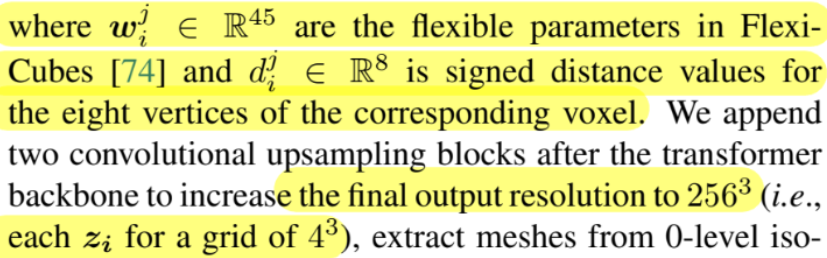 where $\boldsymbol{w}_i^j \in \mathbb{R}^{45}$ are the flexible parameters in Flexi-
Cubes [74] and $d_i^j \in \mathbb{R}^8$ is signed distance values for
the eight vertices of the corresponding voxel. We append
two convolutional upsampling blocks after the transformer
backbone to increase the final output resolution to $256^3$ (i.e.,
each $\boldsymbol{z_i}$ for a grid of $4^3$), extract meshes from 0-level iso-